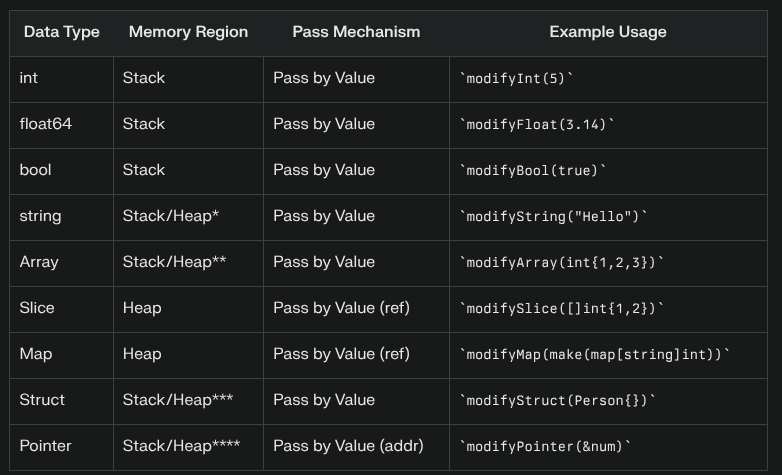 Data Type Memory Region Pass Mechanism Example Usage
int Stack Pass by Value `modifyInt(5)`
float64 Stack Pass by Value `modifyFloat(3.14)`
bool Stack Pass by Value `modifyBool(true)`
string Stack/Heap* Pass by Value `modifyString("Hello")`
Array Stack/Heap** Pass by Value `modifyArray(int{1,2,3})`
Slice Heap Pass by Value (ref) `modifySlice([]int{1,2})`
Map Heap Pass by Value (ref) `modifyMap(make(map[string]int))`
Struct Stack/Heap*** Pass by Value `modifyStruct(Person{})`
Pointer Stack/Heap**** Pass by Value (addr) `modifyPointer(&num)`